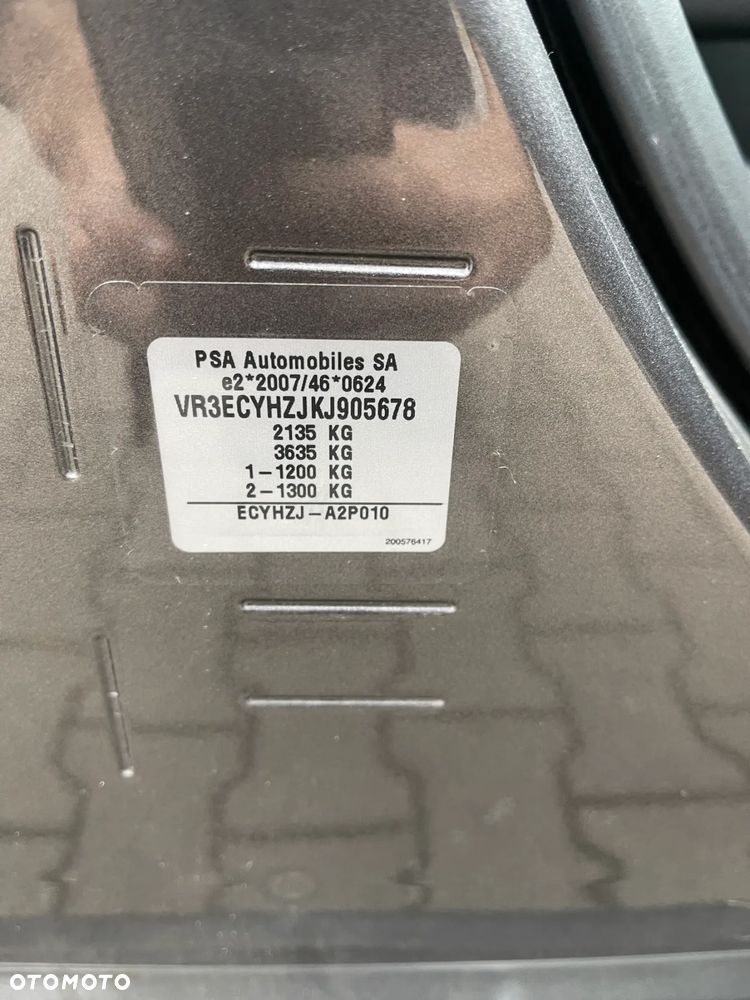 PSA Automobiles SA
e2*2007/46*0624
VR3ECYHZJKJ905678
2135 KG
3635 KG
1-1200 KG
2-1300 KG
ECYHZJ-A2P010
200576417
OTOMOTO